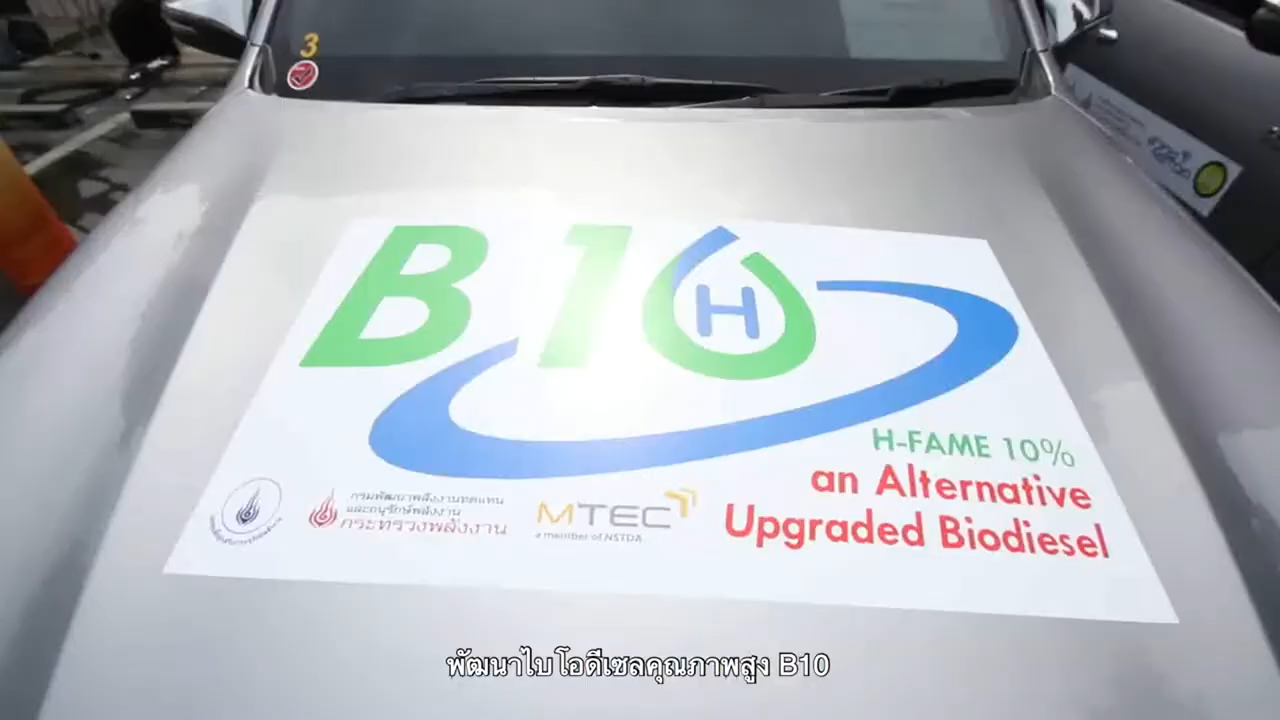 3
B10
H
H-FAME 10%
an Alternative
Upgraded Biodiesel
กรมพัฒนาพลังงานทดแทน
และอนุรักษ์พลังงาน
กระทรวงพลังงาน
MTEC
a member of NSTDA
พัฒนาไบโอดีเซลคุณภาพสูง B10